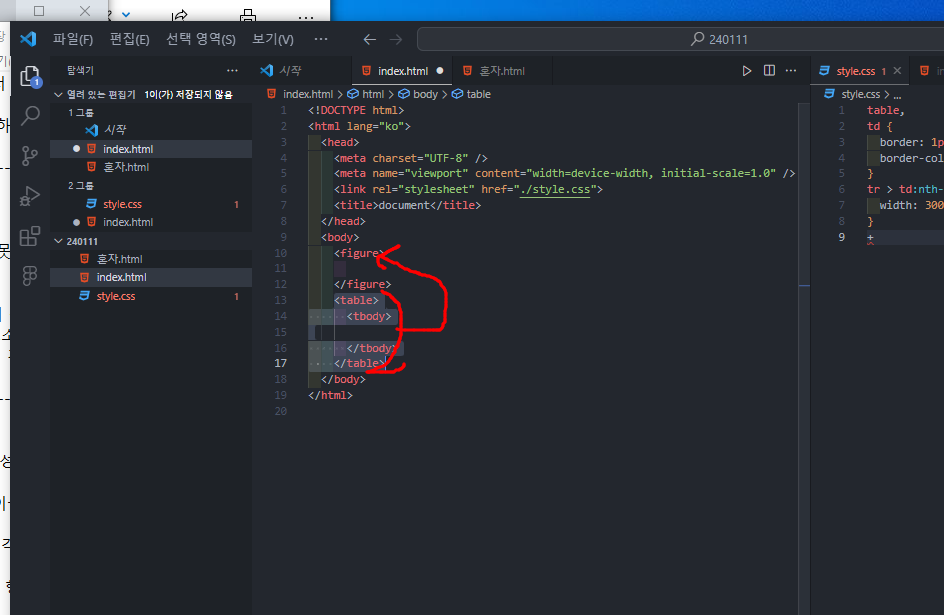 파일(F) 편집(E) 선택 영역(S) 보기(V) ··· 240111
탐색기 ···
열려 있는 편집기 1이(가) 저장되지 않음
1 그룹
시작
index.html
혼자.html
2 그룹
style.css 1
index.html
240111
혼자.html
index.html
style.css 1
시작 index.html 혼자.html
index.html > html > body > table
1 <!DOCTYPE html>
2 <html lang="ko">
3 <head>
4 <meta charset="UTF-8" />
5 <meta name="viewport" content="width=device-width, initial-scale=1.0" />
6 <link rel="stylesheet" href="./style.css">
7 <title>document</title>
8 </head>
9 <body>
10 <figure>
11
12 </figure>
13 <table>
14 <tbody>
15
16 </tbody>
17 </table>
18 </body>
19 </html>
20
style.css 1
style.css > ...
1 table,
2 td {
3 border: 1p
4 border-col
5 }
6 tr > td:nth-
7 width: 300
8 }
9 +